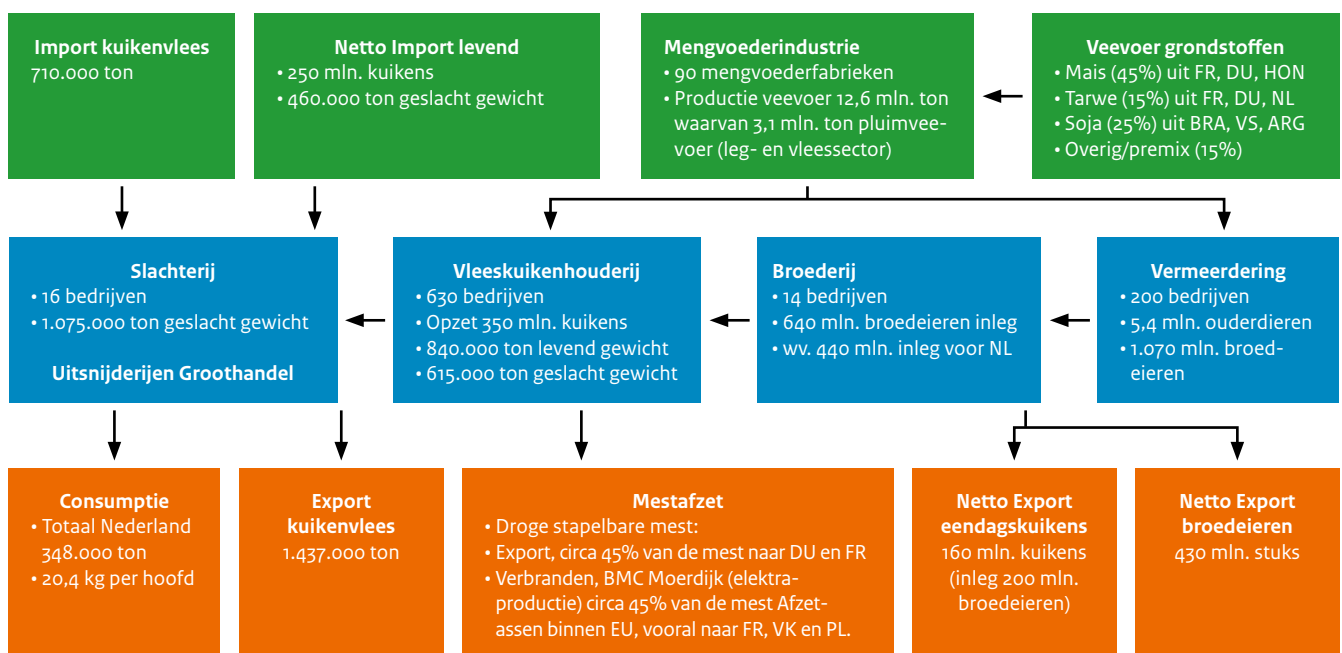 Import kuikenvlees
710.000 ton
Netto Import levend
• 250 mln. kuikens
• 460.000 ton geslacht gewicht
Mengvoederindustrie
• 90 mengvoederfabrieken
• Productie veevoer 12,6 mln. ton
waarvan 3,1 mln. ton pluimvee-
voer (leg- en vleessector)
Veevoer grondstoffen
• Mais (45%) uit FR, DU, HON
• Tarwe (15%) uit FR, DU, NL
• Soja (25%) uit BRA, VS, ARG
• Overig/premix (15%)
Slachterij
• 16 bedrijven
• 1.075.000 ton geslacht gewicht
Uitsnijderijen Groothandel
Vleeskuikenhouderij
• 630 bedrijven
• Opzet 350 mln. kuikens
• 840.000 ton levend gewicht
• 615.000 ton geslacht gewicht
Broederij
• 14 bedrijven
• 640 mln. broedeieren inleg
• wv. 440 mln. inleg voor NL
Vermeerdering
• 200 bedrijven
• 5,4 mln. ouderdieren
• 1.070 mln. broed-
eieren
Consumptie
• Totaal Nederland
348.000 ton
• 20,4 kg per hoofd
Export
kuikenvlees
1.437.000 ton
Mestafzet
• Droge stapelbare mest:
• Export, circa 45% van de mest naar DU en FR
• Verbranden, BMC Moerdijk (elektra-
productie) circa 45% van de mest Afzet-
assen binnen EU, vooral naar FR, VK en PL.
Netto Export
eendagskuikens
160 mln. kuikens
(inleg 200 mln.
broedeieren)
Netto Export
broedeieren
430 mln. stuks